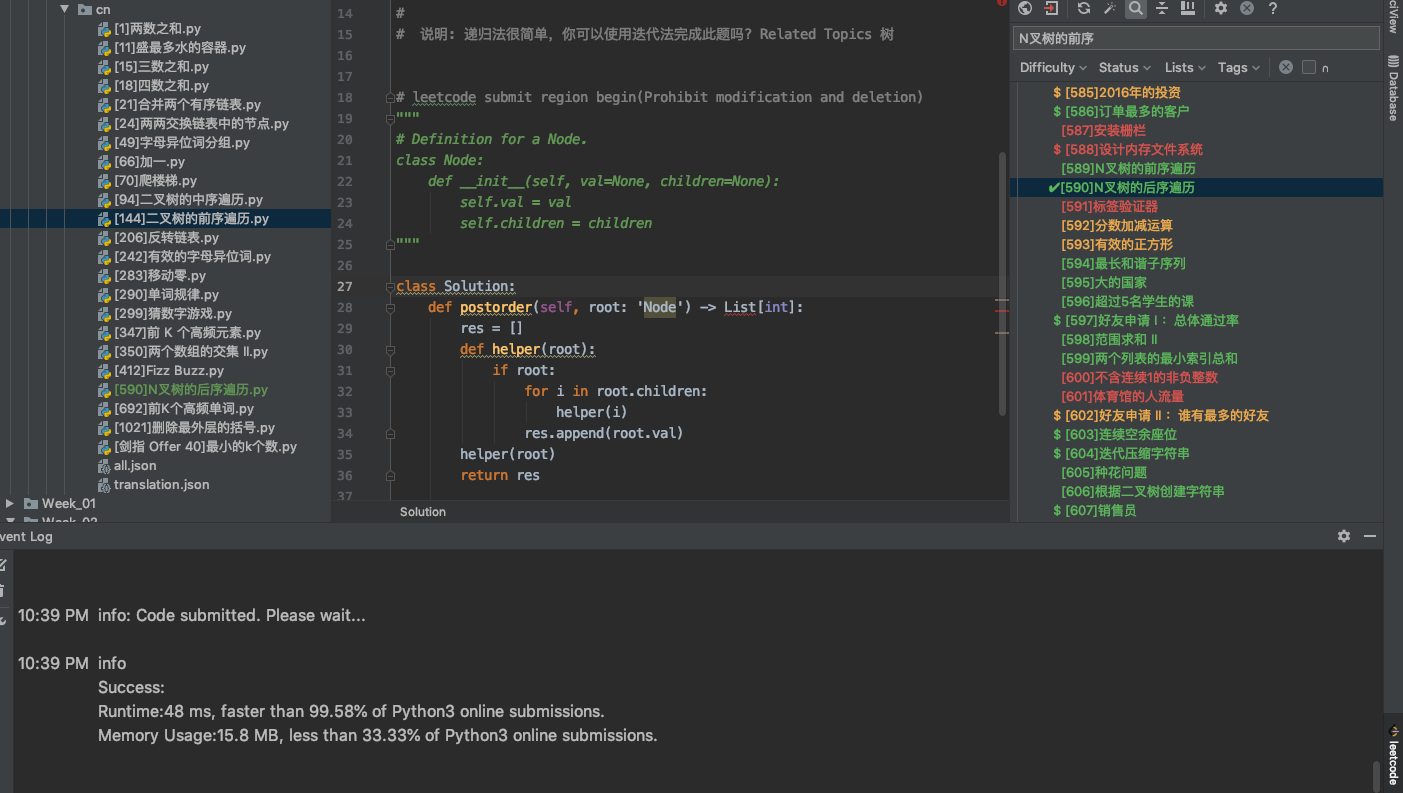 cn
[1]两数之和.py
[11]盛最多水的容器.py
[15]三数之和.py
[18]四数之和.py
[21]合并两个有序链表.py
[24]两两交换链表中的节点.py
[49]字母异位词分组.py
[66]加一.py
[70]爬楼梯.py
[94]二叉树的中序遍历.py
[144]二叉树的前序遍历.py
[206]反转链表.py
[242]有效的字母异位词.py
[283]移动零.py
[290]单词规律.py
[299]猜数字游戏.py
[347]前 K 个高频元素.py
[350]两个数组的交集 II.py
[412]Fizz Buzz.py
[590]N叉树的后序遍历.py
[692]前K个高频单词.py
[1021]删除最外层的括号.py
[剑指 Offer 40]最小的k个数.py
all.json
translation.json
Week_01
Week_02
14 #
15 # 说明: 递归法很简单，你可以使用迭代法完成此题吗? Related Topics 树
16
17
18 # leetcode submit region begin(Prohibit modification and deletion)
19 """
20 # Definition for a Node.
21 class Node:
22 def __init__(self, val=None, children=None):
23 self.val = val
24 self.children = children
25 """
26
27 class Solution:
28 def postorder(self, root: 'Node') -> List[int]:
29 res = []
30 def helper(root):
31 if root:
32 for i in root.children:
33 helper(i)
34 res.append(root.val)
35 helper(root)
36 return res
37
Solution
N叉树的前序
Difficulty Status Lists Tags n
$ [585]2016年的投资
$ [586]订单最多的客户
[587]安装栅栏
$ [588]设计内存文件系统
[589]N叉树的前序遍历
✔[590]N叉树的后序遍历
[591]标签验证器
[592]分数加减运算
[593]有效的正方形
[594]最长和谐子序列
[595]大的国家
[596]超过5名学生的课
$ [597]好友申请 I ：总体通过率
[598]范围求和 II
[599]两个列表的最小索引总和
[600]不含连续1的非负整数
[601]体育馆的人流量
$ [602]好友申请 II ：谁有最多的好友
$ [603]连续空余座位
$ [604]迭代压缩字符串
[605]种花问题
[606]根据二叉树创建字符串
$ [607]销售员
ciView
Database
leetcode
vent Log
10:39 PM info: Code submitted. Please wait...
10:39 PM info
Success:
Runtime:48 ms, faster than 99.58% of Python3 online submissions.
Memory Usage:15.8 MB, less than 33.33% of Python3 online submissions.